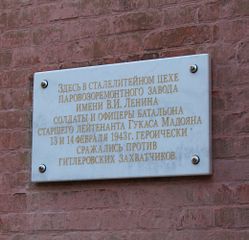 Здесь в сталелитейном цехе
паровозоремонтного завода
имени В.И. Ленина
солдаты и офицеры батальона
старшего лейтенанта Гукаса Мадояна
13 и 14 февраля 1943г. героически
сражались против
гитлеровских захватчиков.